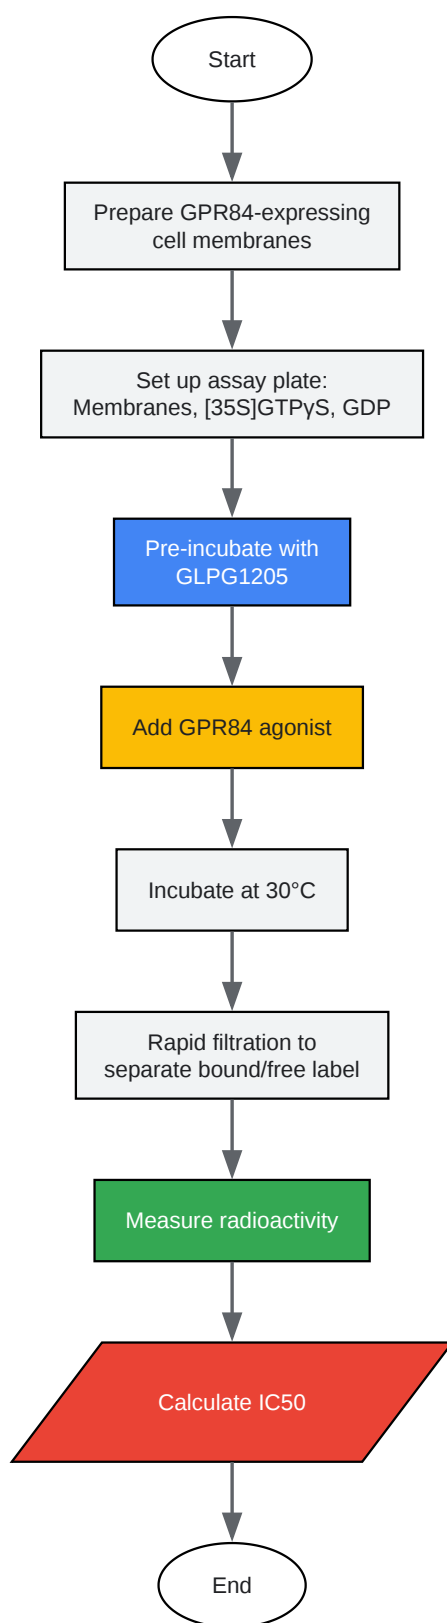 Start
Prepare GPR84-expressing
cell membranes
Set up assay plate:
Membranes, [35S]GTPγS, GDP
Pre-incubate with
GLPG1205
Add GPR84 agonist
Incubate at 30°C
Rapid filtration to
separate bound/free label
Measure radioactivity
Calculate IC50
End